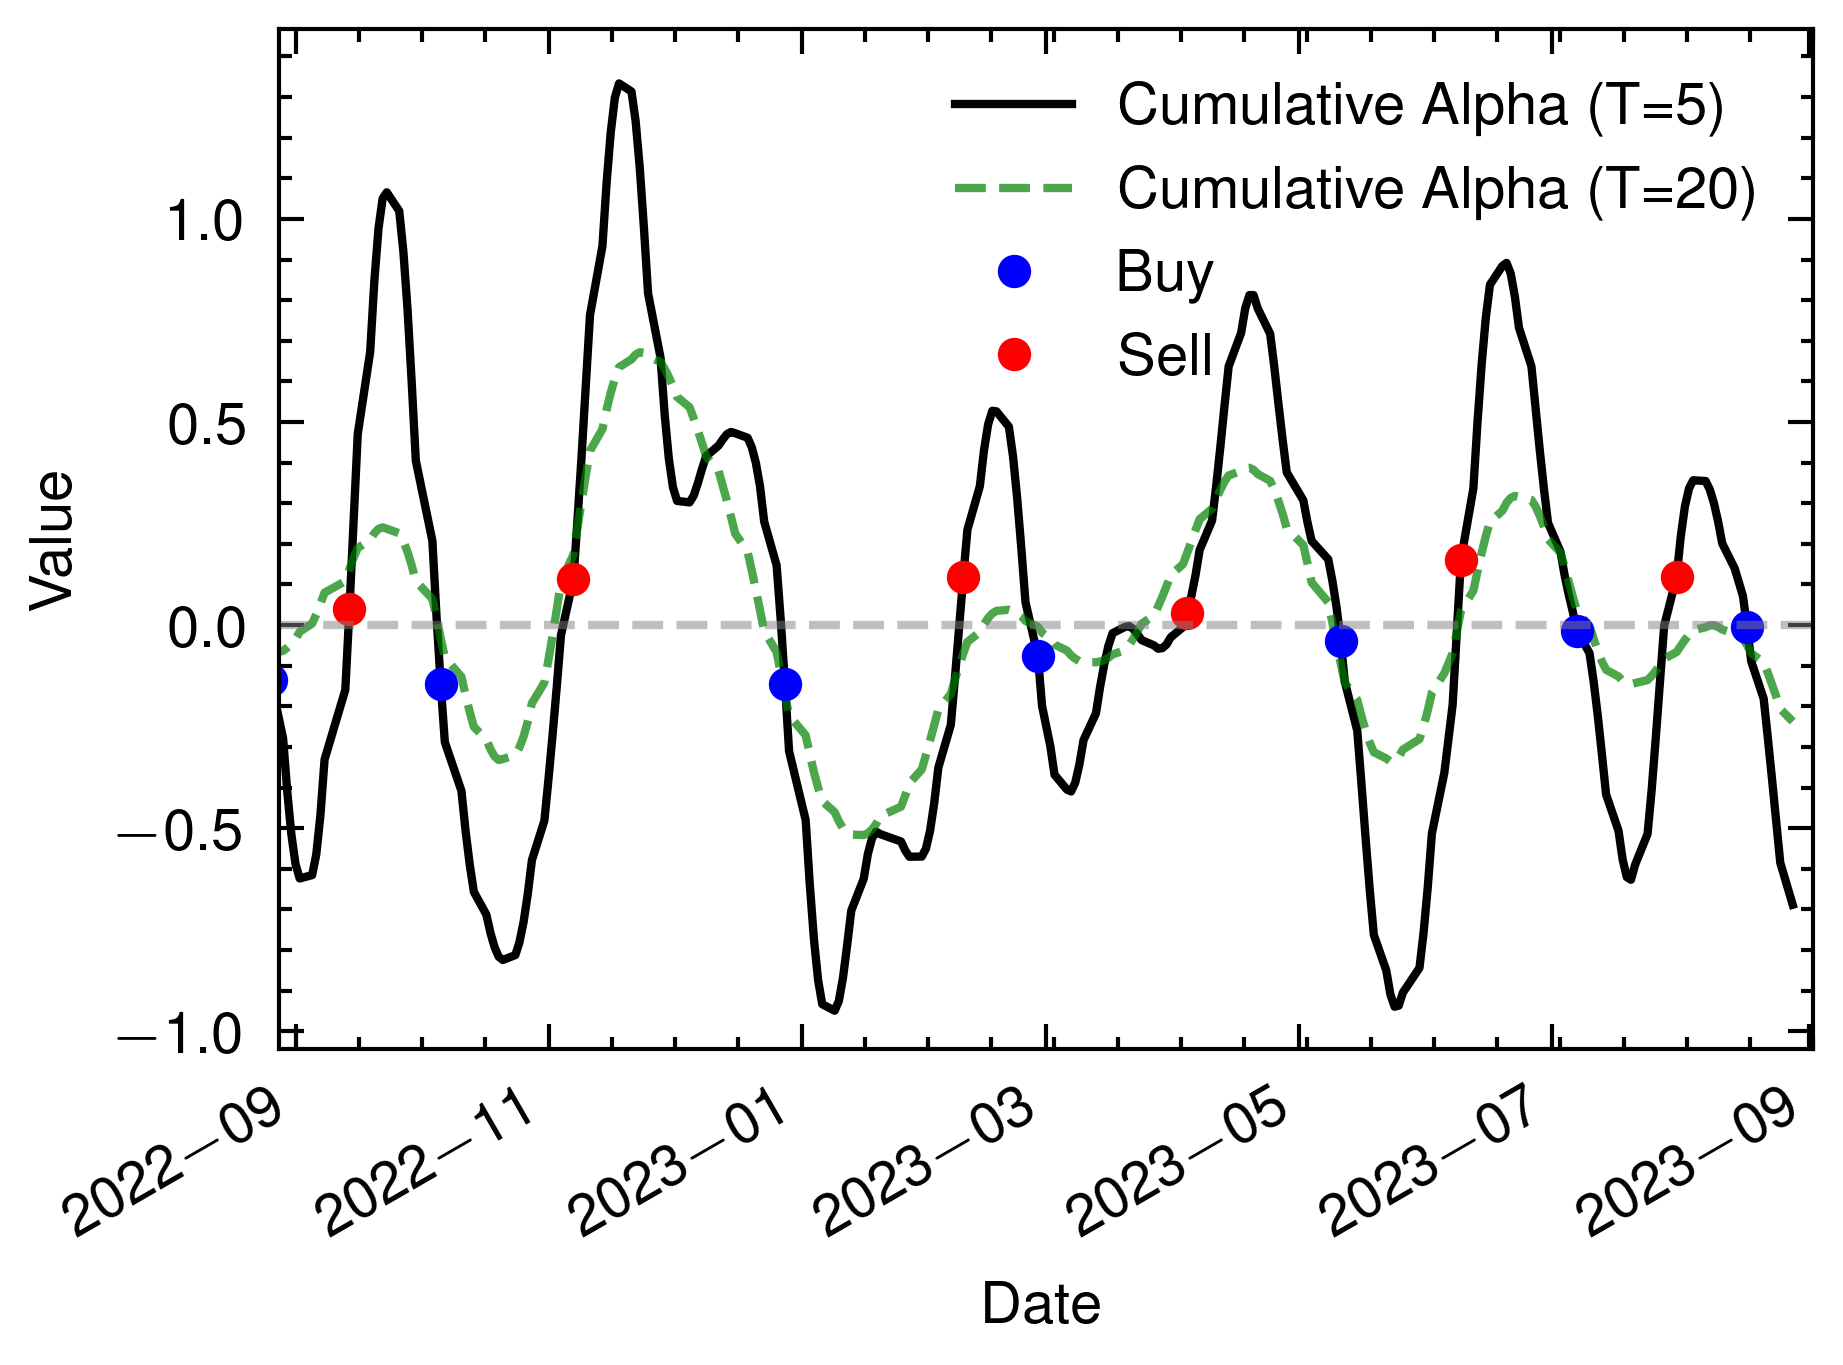 Cumulative Alpha (T=5)
Cumulative Alpha (T=20)
Buy
Sell
Value
1.0
0.5
0.0
−0.5
−1.0
2022−09
2022−11
2023−01
2023−03
2023−05
2023−07
2023−09
Date